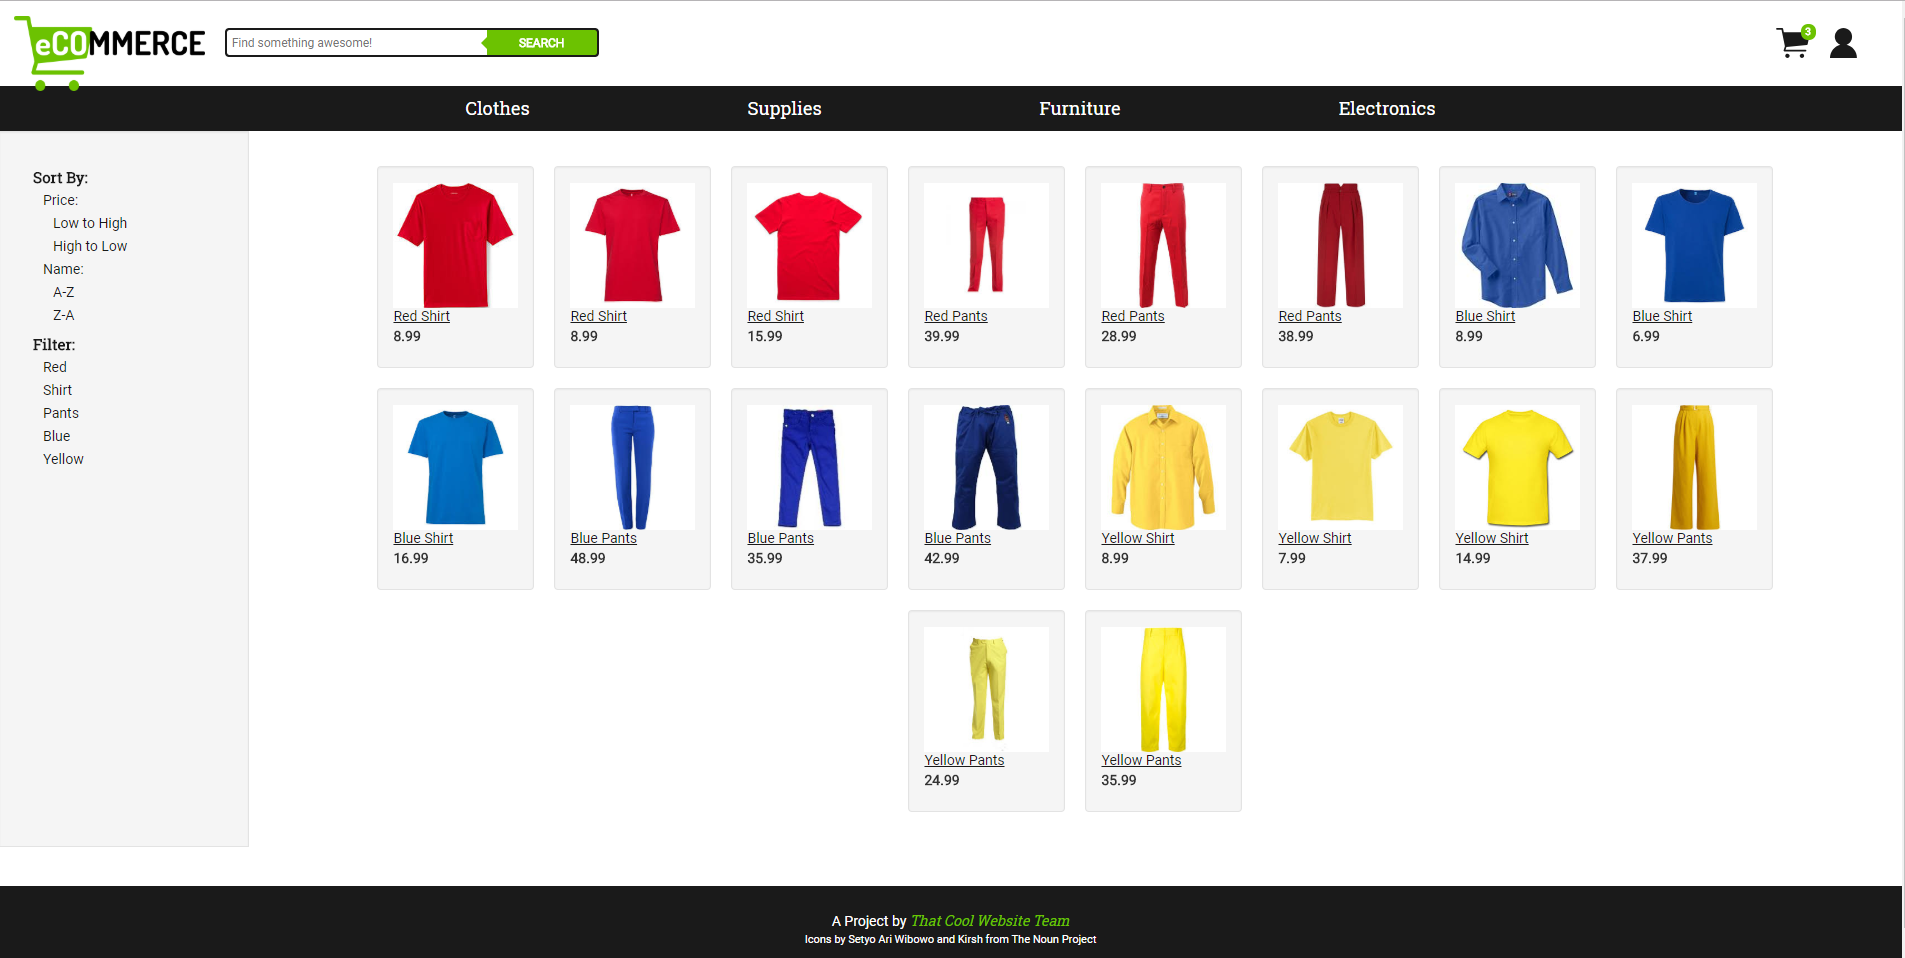 eCOMMERCE
Find something awesome!
SEARCH
3
Clothes Supplies Furniture Electronics
Sort By:
Price:
Low to High
High to Low
Name:
A-Z
Z-A
Filter:
Red
Shirt
Pants
Blue
Yellow
Red Shirt
8.99
Red Shirt
8.99
Red Shirt
15.99
Red Pants
39.99
Red Pants
28.99
Red Pants
38.99
Blue Shirt
8.99
Blue Shirt
6.99
Blue Shirt
16.99
Blue Pants
48.99
Blue Pants
35.99
Blue Pants
42.99
Yellow Shirt
8.99
Yellow Shirt
7.99
Yellow Shirt
14.99
Yellow Pants
37.99
Yellow Pants
24.99
Yellow Pants
35.99
A Project by That Cool Website Team
Icons by Setyo Ari Wibowo and Kirsh from The Noun Project